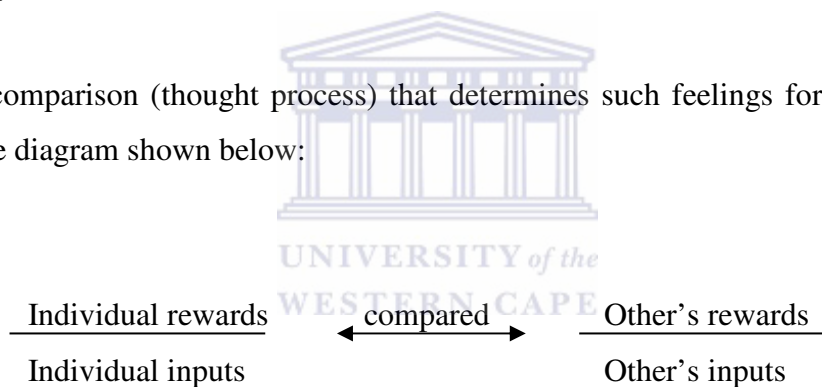 comparison (thought process) that determines such feelings for
e diagram shown below:
UNIVERSITY of the
WESTERN CAPE
Individual rewards compared Other's rewards
Individual inputs Other's inputs